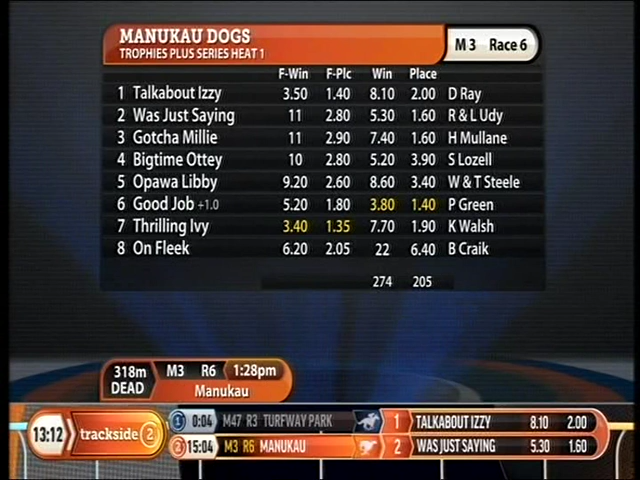 MANUKAU DOGS
TROPHIES PLUS SERIES HEAT 1
M 3 Race 6
F-Win F-Plc Win Place
1 Talkabout Izzy 3.50 1.40 8.10 2.00 D Ray
2 Was Just Saying 11 2.80 5.30 1.60 R & L Udy
3 Gotcha Millie 11 2.90 7.40 1.60 H Mullane
4 Bigtime Ottey 10 2.80 5.20 3.90 S Lozell
5 Opawa Libby 9.20 2.60 8.60 3.40 W & T Steele
6 Good Job +1.0 5.20 1.80 3.80 1.40 P Green
7 Thrilling Ivy 3.40 1.35 7.70 1.90 K Walsh
8 On Fleek 6.20 2.05 22 6.40 B Craik
274 205
318m M3 R6 1:28pm
DEAD Manukau
13:12 trackside 2
1 0:04 M47 R3 TURFWAY PARK 1 TALKABOUT IZZY 8.10 2.00
2 15:04 M3 R6 MANUKAU 2 WAS JUST SAYING 5.30 1.60